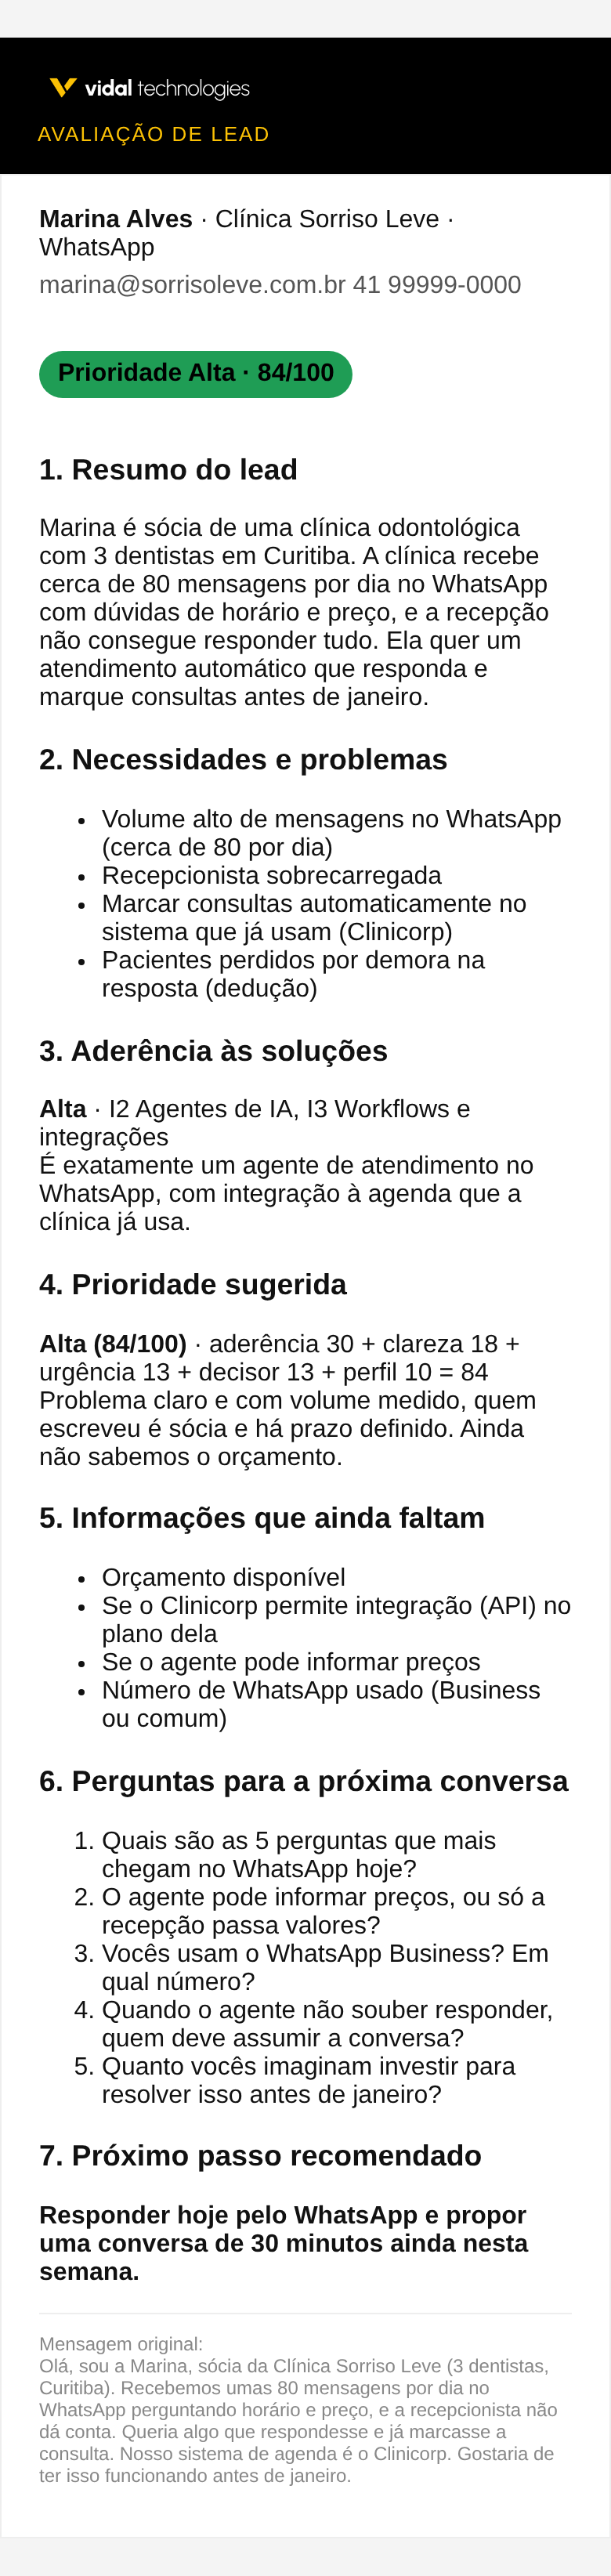 vidal technologies
AVALIAÇÃO DE LEAD
Marina Alves · Clínica Sorriso Leve ·
WhatsApp
marina@sorrisoleve.com.br 41 99999-0000
Prioridade Alta · 84/100
1. Resumo do lead
Marina é sócia de uma clínica odontológica
com 3 dentistas em Curitiba. A clínica recebe
cerca de 80 mensagens por dia no WhatsApp
com dúvidas de horário e preço, e a recepção
não consegue responder tudo. Ela quer um
atendimento automático que responda e
marque consultas antes de janeiro.
2. Necessidades e problemas
• Volume alto de mensagens no WhatsApp
(cerca de 80 por dia)
• Recepcionista sobrecarregada
• Marcar consultas automaticamente no
sistema que já usam (Clinicorp)
• Pacientes perdidos por demora na
resposta (dedução)
3. Aderência às soluções
Alta · I2 Agentes de IA, I3 Workflows e
integrações
É exatamente um agente de atendimento no
WhatsApp, com integração à agenda que a
clínica já usa.
4. Prioridade sugerida
Alta (84/100) · aderência 30 + clareza 18 +
urgência 13 + decisor 13 + perfil 10 = 84
Problema claro e com volume medido, quem
escreveu é sócia e há prazo definido. Ainda
não sabemos o orçamento.
5. Informações que ainda faltam
• Orçamento disponível
• Se o Clinicorp permite integração (API) no
plano dela
• Se o agente pode informar preços
• Número de WhatsApp usado (Business
ou comum)
6. Perguntas para a próxima conversa
1. Quais são as 5 perguntas que mais
chegam no WhatsApp hoje?
2. O agente pode informar preços, ou só a
recepção passa valores?
3. Vocês usam o WhatsApp Business? Em
qual número?
4. Quando o agente não souber responder,
quem deve assumir a conversa?
5. Quanto vocês imaginam investir para
resolver isso antes de janeiro?
7. Próximo passo recomendado
Responder hoje pelo WhatsApp e propor
uma conversa de 30 minutos ainda nesta
semana.
Mensagem original:
Olá, sou a Marina, sócia da Clínica Sorriso Leve (3 dentistas,
Curitiba). Recebemos umas 80 mensagens por dia no
WhatsApp perguntando horário e preço, e a recepcionista não
dá conta. Queria algo que respondesse e já marcasse a
consulta. Nosso sistema de agenda é o Clinicorp. Gostaria de
ter isso funcionando antes de janeiro.